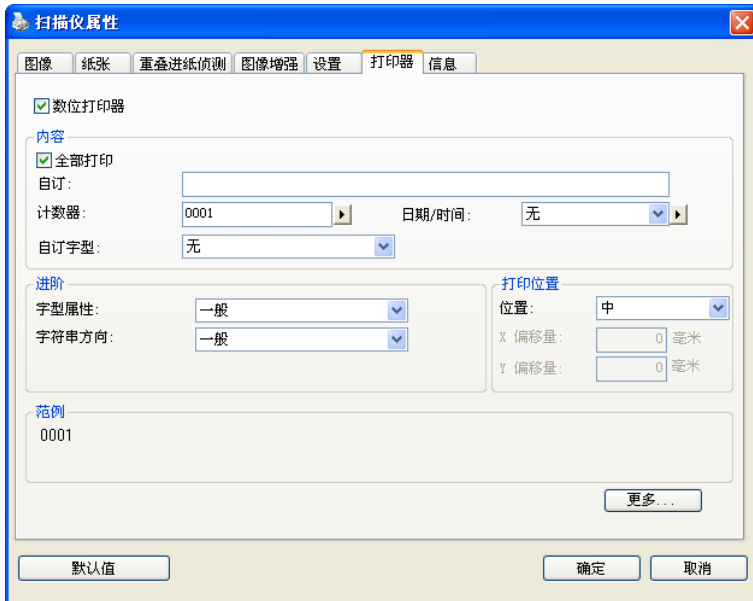 扫描仪属性
图像 纸张 重叠进纸侦测 图像增强 设置 打印器 信息
数位打印器
内容
全部打印
自订:
计数器: 0001 日期/时间: 无
自订字型: 无
进阶
字型属性: 一般
字符串方向: 一般
打印位置
位置: 中
X 偏移量: 0 毫米
Y 偏移量: 0 毫米
范例
0001
更多...
默认值 确定 取消